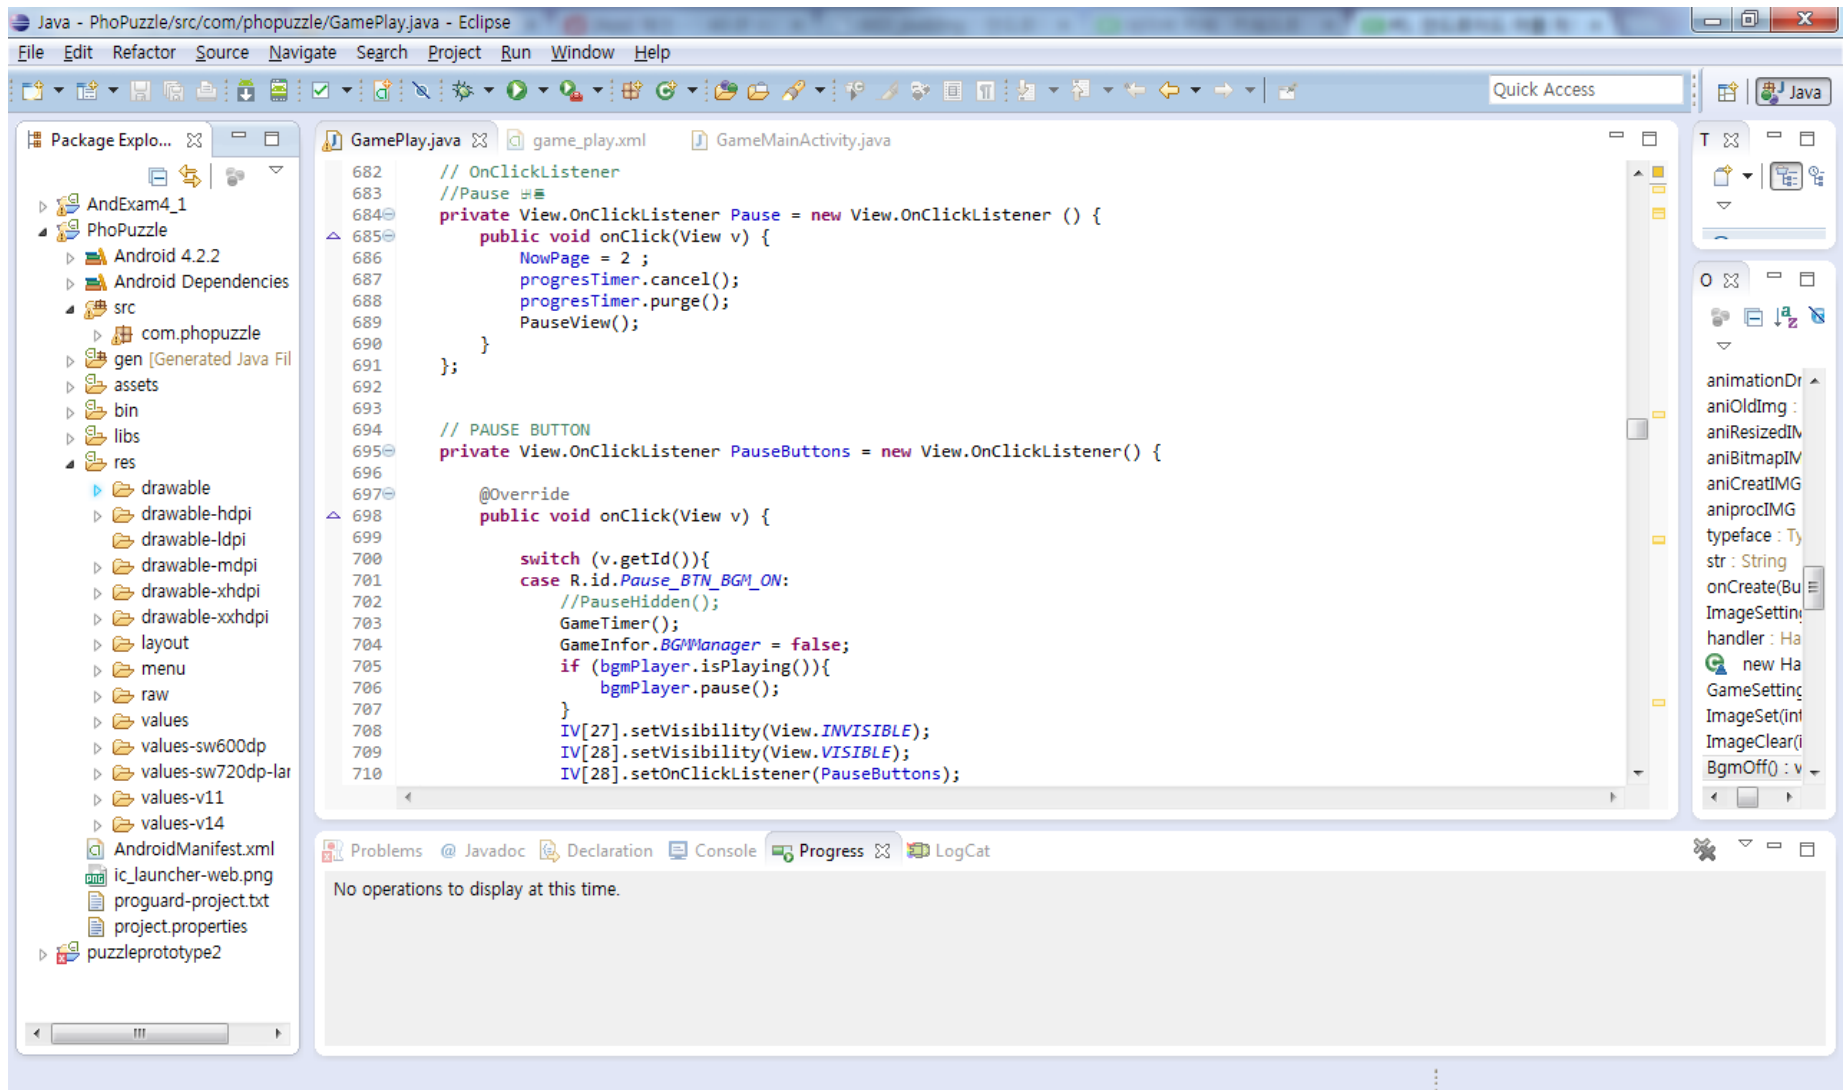 Java - PhoPuzzle/src/com/phopuzzle/GamePlay.java - Eclipse
File Edit Refactor Source Navigate Search Project Run Window Help
Quick Access
Java
Package Explo...
AndExam4_1
PhoPuzzle
Android 4.2.2
Android Dependencies
src
com.phopuzzle
gen [Generated Java Fil
assets
bin
libs
res
drawable
drawable-hdpi
drawable-ldpi
drawable-mdpi
drawable-xhdpi
drawable-xxhdpi
layout
menu
raw
values
values-sw600dp
values-sw720dp-lar
values-v11
values-v14
AndroidManifest.xml
ic_launcher-web.png
proguard-project.txt
project.properties
puzzleprototype2
GamePlay.java game_play.xml GameMainActivity.java
682 // OnClickListener
683 //Pause
684 private View.OnClickListener Pause = new View.OnClickListener () {
685 public void onClick(View v) {
686 NowPage = 2 ;
687 progresTimer.cancel();
688 progresTimer.purge();
689 PauseView();
690 }
691 };
692
693
694 // PAUSE BUTTON
695 private View.OnClickListener PauseButtons = new View.OnClickListener() {
696
697 @Override
698 public void onClick(View v) {
699
700 switch (v.getId()){
701 case R.id.Pause_BTN_BGM_ON:
702 //PauseHidden();
703 GameTimer();
704 GameInfor.BGMManager = false;
705 if (bgmPlayer.isPlaying()){
706 bgmPlayer.pause();
707 }
708 IV[27].setVisibility(View.INVISIBLE);
709 IV[28].setVisibility(View.VISIBLE);
710 IV[28].setOnClickListener(PauseButtons);
T
O
animationDr
aniOldImg :
aniResizedIM
aniBitmapIM
aniCreatIMG
aniprocIMG
typeface : Ty
str : String
onCreate(Bu
ImageSetting
handler : Ha
new Ha
GameSetting
ImageSet(int
ImageClear(i
BgmOff() : v
Problems @ Javadoc Declaration Console Progress LogCat
No operations to display at this time.